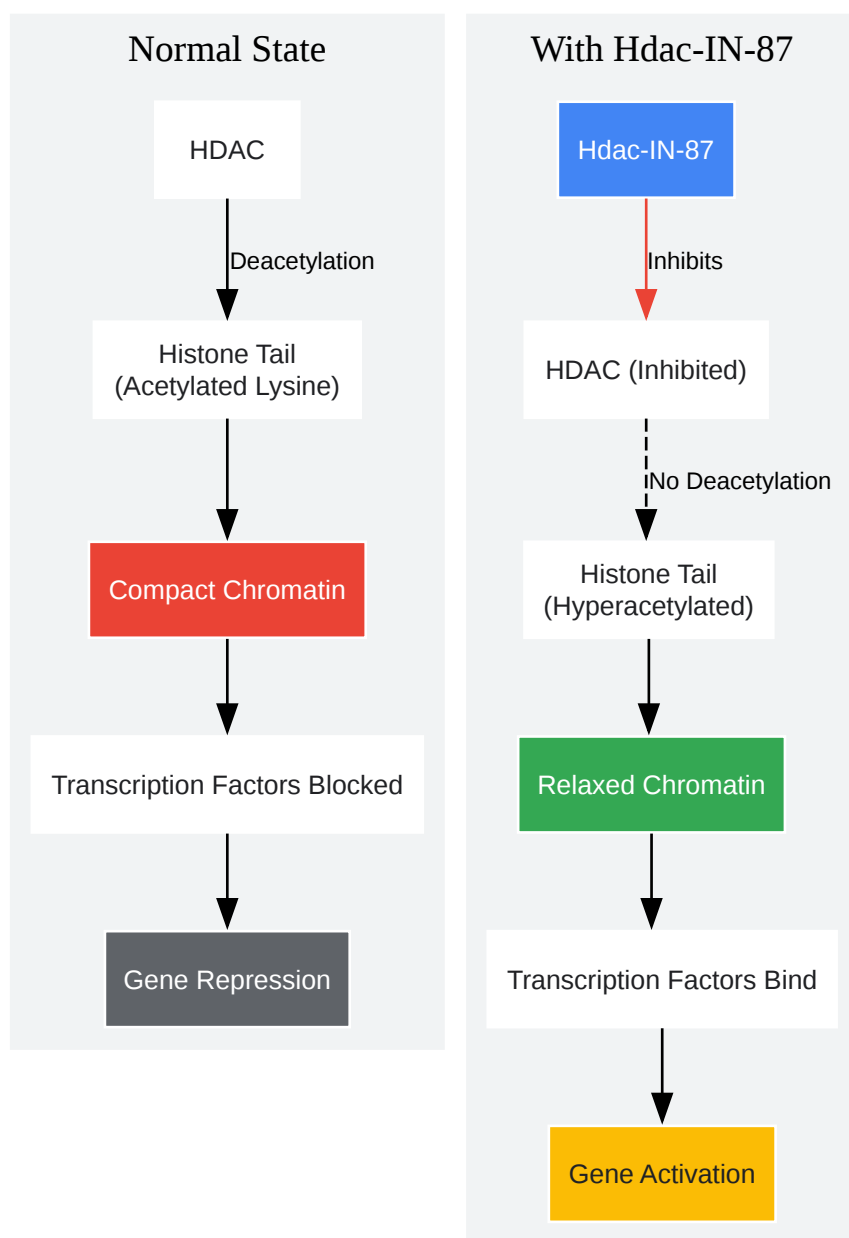 Normal State
HDAC
Deacetylation
Histone Tail
(Acetylated Lysine)
Compact Chromatin
Transcription Factors Blocked
Gene Repression
With Hdac-IN-87
Hdac-IN-87
Inhibits
HDAC (Inhibited)
No Deacetylation
Histone Tail
(Hyperacetylated)
Relaxed Chromatin
Transcription Factors Bind
Gene Activation